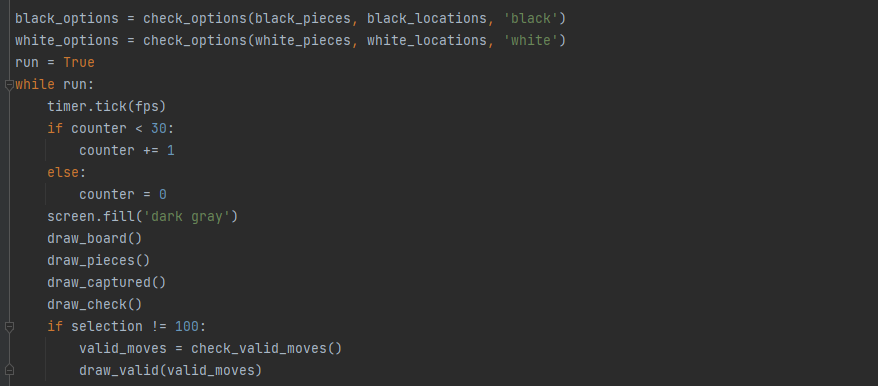 black_options = check_options(black_pieces, black_locations, 'black')
white_options = check_options(white_pieces, white_locations, 'white')
run = True
while run:
    timer.tick(fps)
    if counter < 30:
        counter += 1
    else:
        counter = 0
    screen.fill('dark gray')
    draw_board()
    draw_pieces()
    draw_captured()
    draw_check()
    if selection != 100:
        valid_moves = check_valid_moves()
        draw_valid(valid_moves)